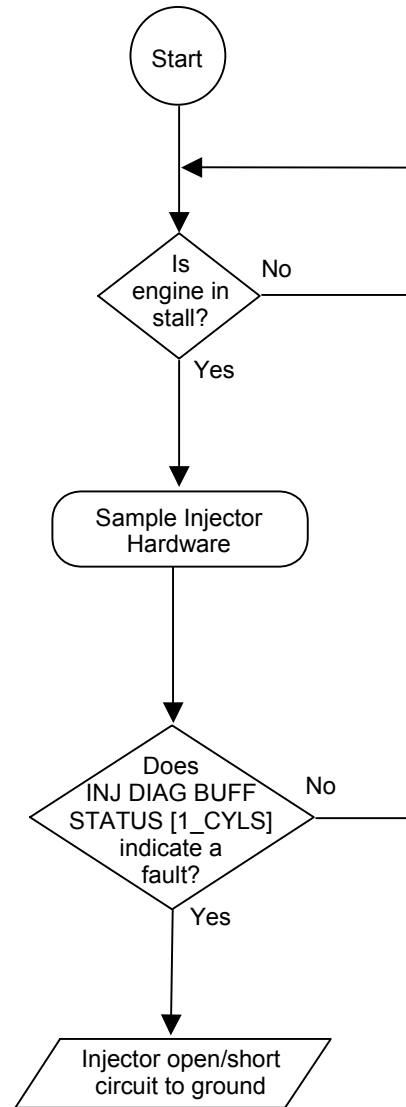 Start
Is
engine in
stall?
No
Yes
Sample Injector
Hardware
Does
INJ DIAG BUFF
STATUS [1_CYLS]
indicate a
fault?
No
Yes
Injector open/short
circuit to ground